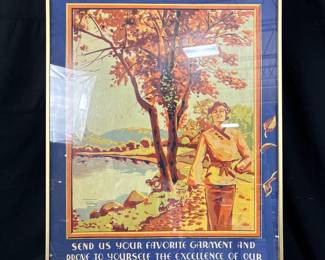 SEND US YOUR FAVORITE GARMENT AND
PROVE TO YOURSELF THE EXCELLENCE OF OUR